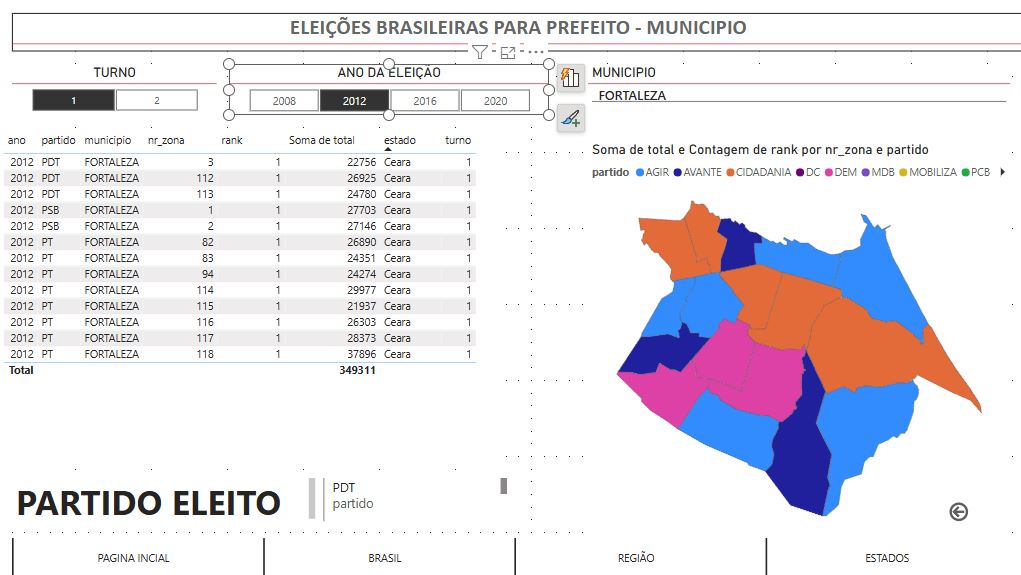 ELEIÇÕES BRASILEIRAS PARA PREFEITO - MUNICIPIO
TURNO
1 2
ANO DA ELEIÇÃO
2008 2012 2016 2020
MUNICIPIO
FORTALEZA
ano partido municipio nr_zona rank Soma de total estado turno
2012 PDT FORTALEZA 3 1 22756 Ceara 1
2012 PDT FORTALEZA 112 1 26925 Ceara 1
2012 PDT FORTALEZA 113 1 24780 Ceara 1
2012 PSB FORTALEZA 1 1 27703 Ceara 1
2012 PSB FORTALEZA 2 1 27146 Ceara 1
2012 PT FORTALEZA 82 1 26890 Ceara 1
2012 PT FORTALEZA 83 1 24351 Ceara 1
2012 PT FORTALEZA 94 1 24274 Ceara 1
2012 PT FORTALEZA 114 1 29977 Ceara 1
2012 PT FORTALEZA 115 1 21937 Ceara 1
2012 PT FORTALEZA 116 1 26303 Ceara 1
2012 PT FORTALEZA 117 1 28373 Ceara 1
2012 PT FORTALEZA 118 1 37896 Ceara 1
Total 349311
Soma de total e Contagem de rank por nr_zona e partido
partido AGIR AVANTE CIDADANIA DC DEM MDB MOBILIZA PCB
PARTIDO ELEITO
PDT
partido
PAGINA INCIAL BRASIL REGIÃO ESTADOS